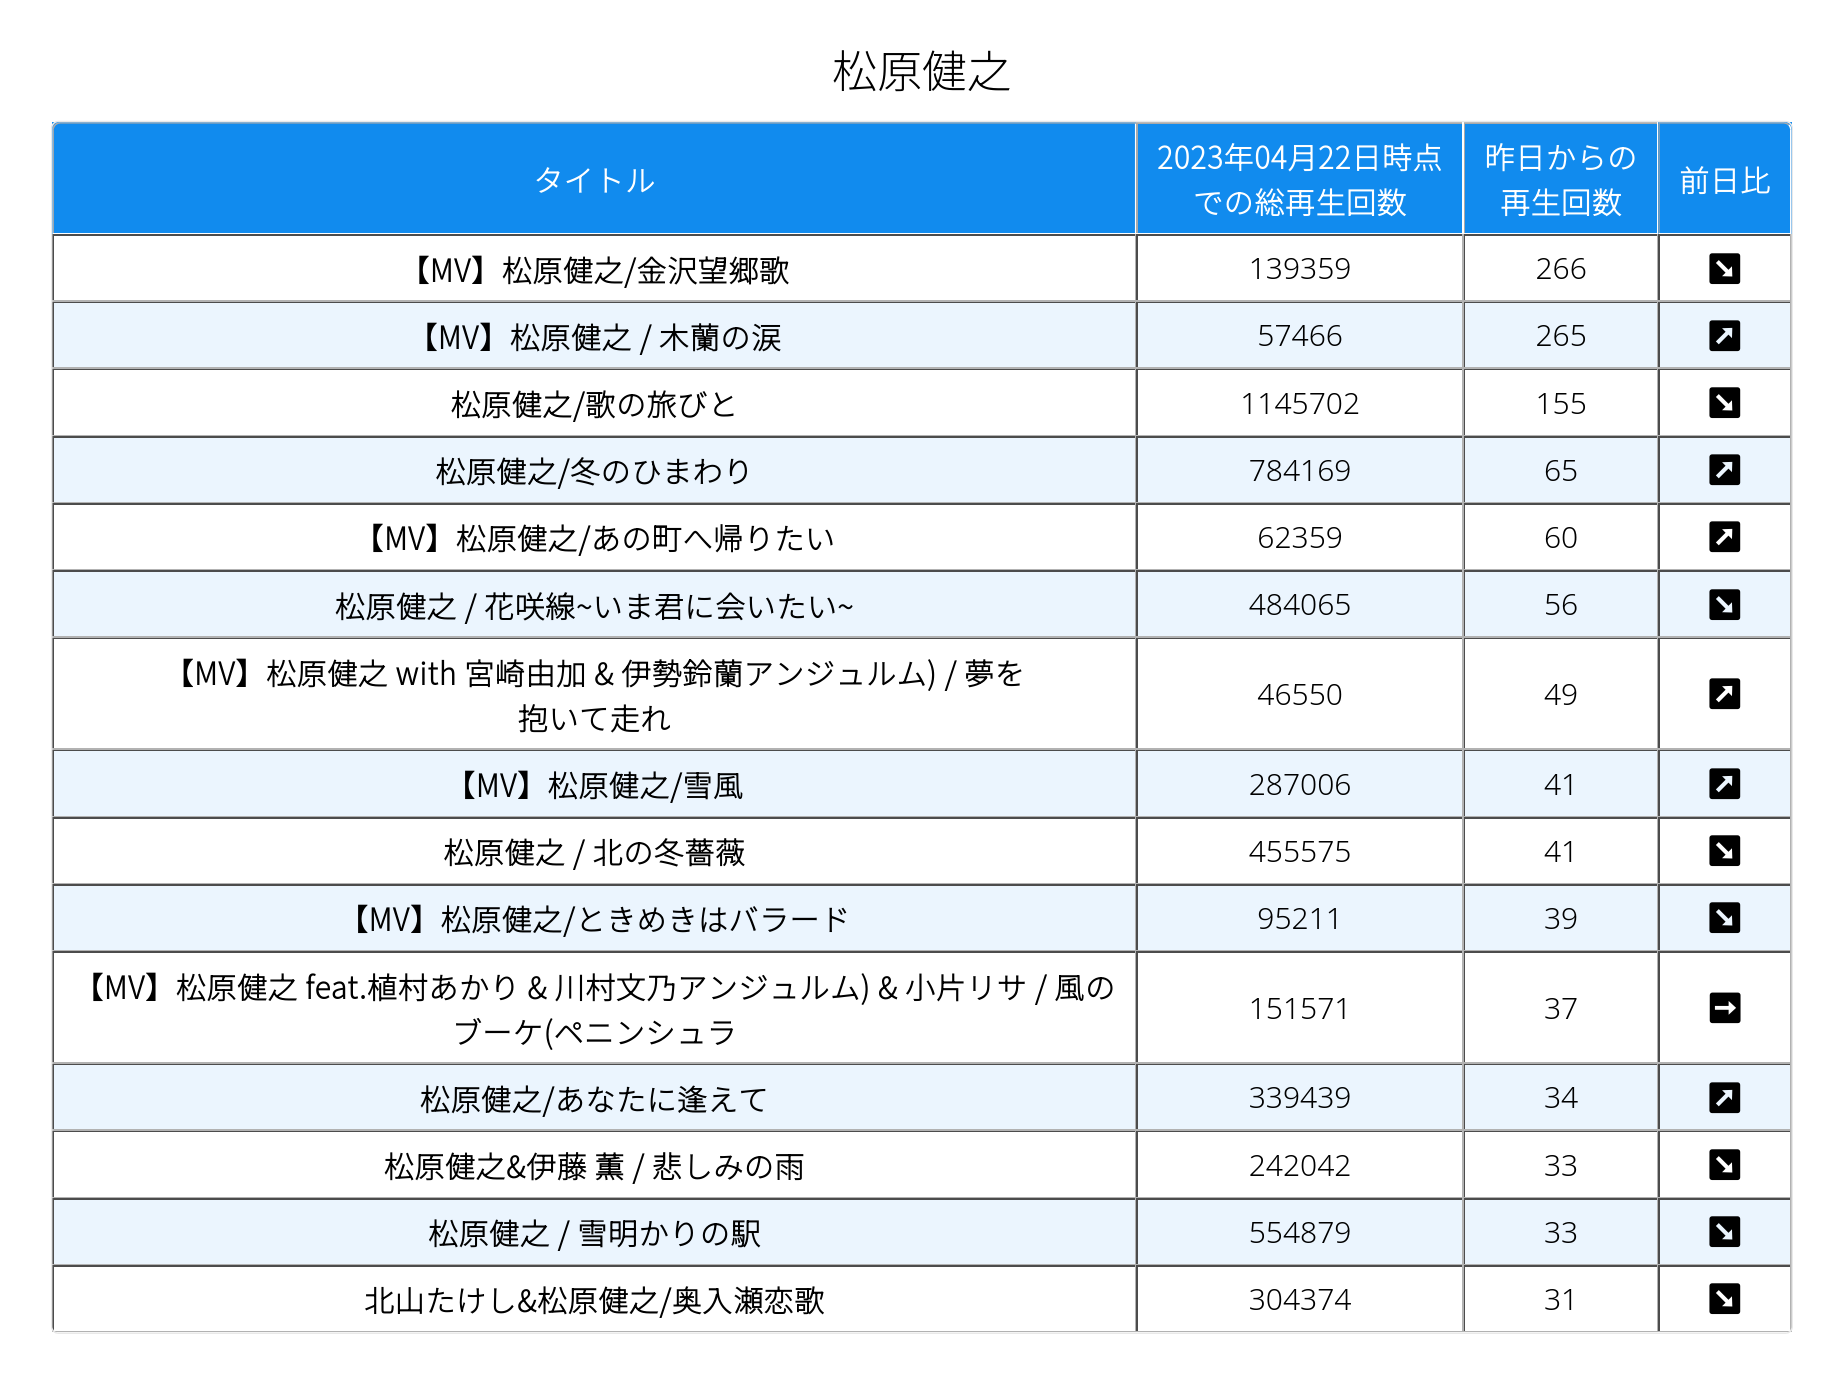 松原健之
タイトル
2023年04月22日時点
での総再生回数
昨日からの
再生回数
前日比
【MV】松原健之/金沢望郷歌 139359 266
【MV】松原健之 / 木蘭の涙 57466 265
松原健之/歌の旅びと 1145702 155
松原健之/冬のひまわり 784169 65
【MV】松原健之/あの町へ帰りたい 62359 60
松原健之 / 花咲線~いま君に会いたい~ 484065 56
【MV】松原健之 with 宮崎由加 & 伊勢鈴蘭アンジュルム) / 夢を
抱いて走れ
46550 49
【MV】松原健之/雪風 287006 41
松原健之 / 北の冬薔薇 455575 41
【MV】松原健之/ときめきはバラード 95211 39
【MV】松原健之 feat.植村あかり & 川村文乃アンジュルム) & 小片リサ / 風の
ブーケ(ペニンシュラ
151571 37
松原健之/あなたに逢えて 339439 34
松原健之&伊藤 薫 / 悲しみの雨 242042 33
松原健之 / 雪明かりの駅 554879 33
北山たけし&松原健之/奥入瀬恋歌 304374 31